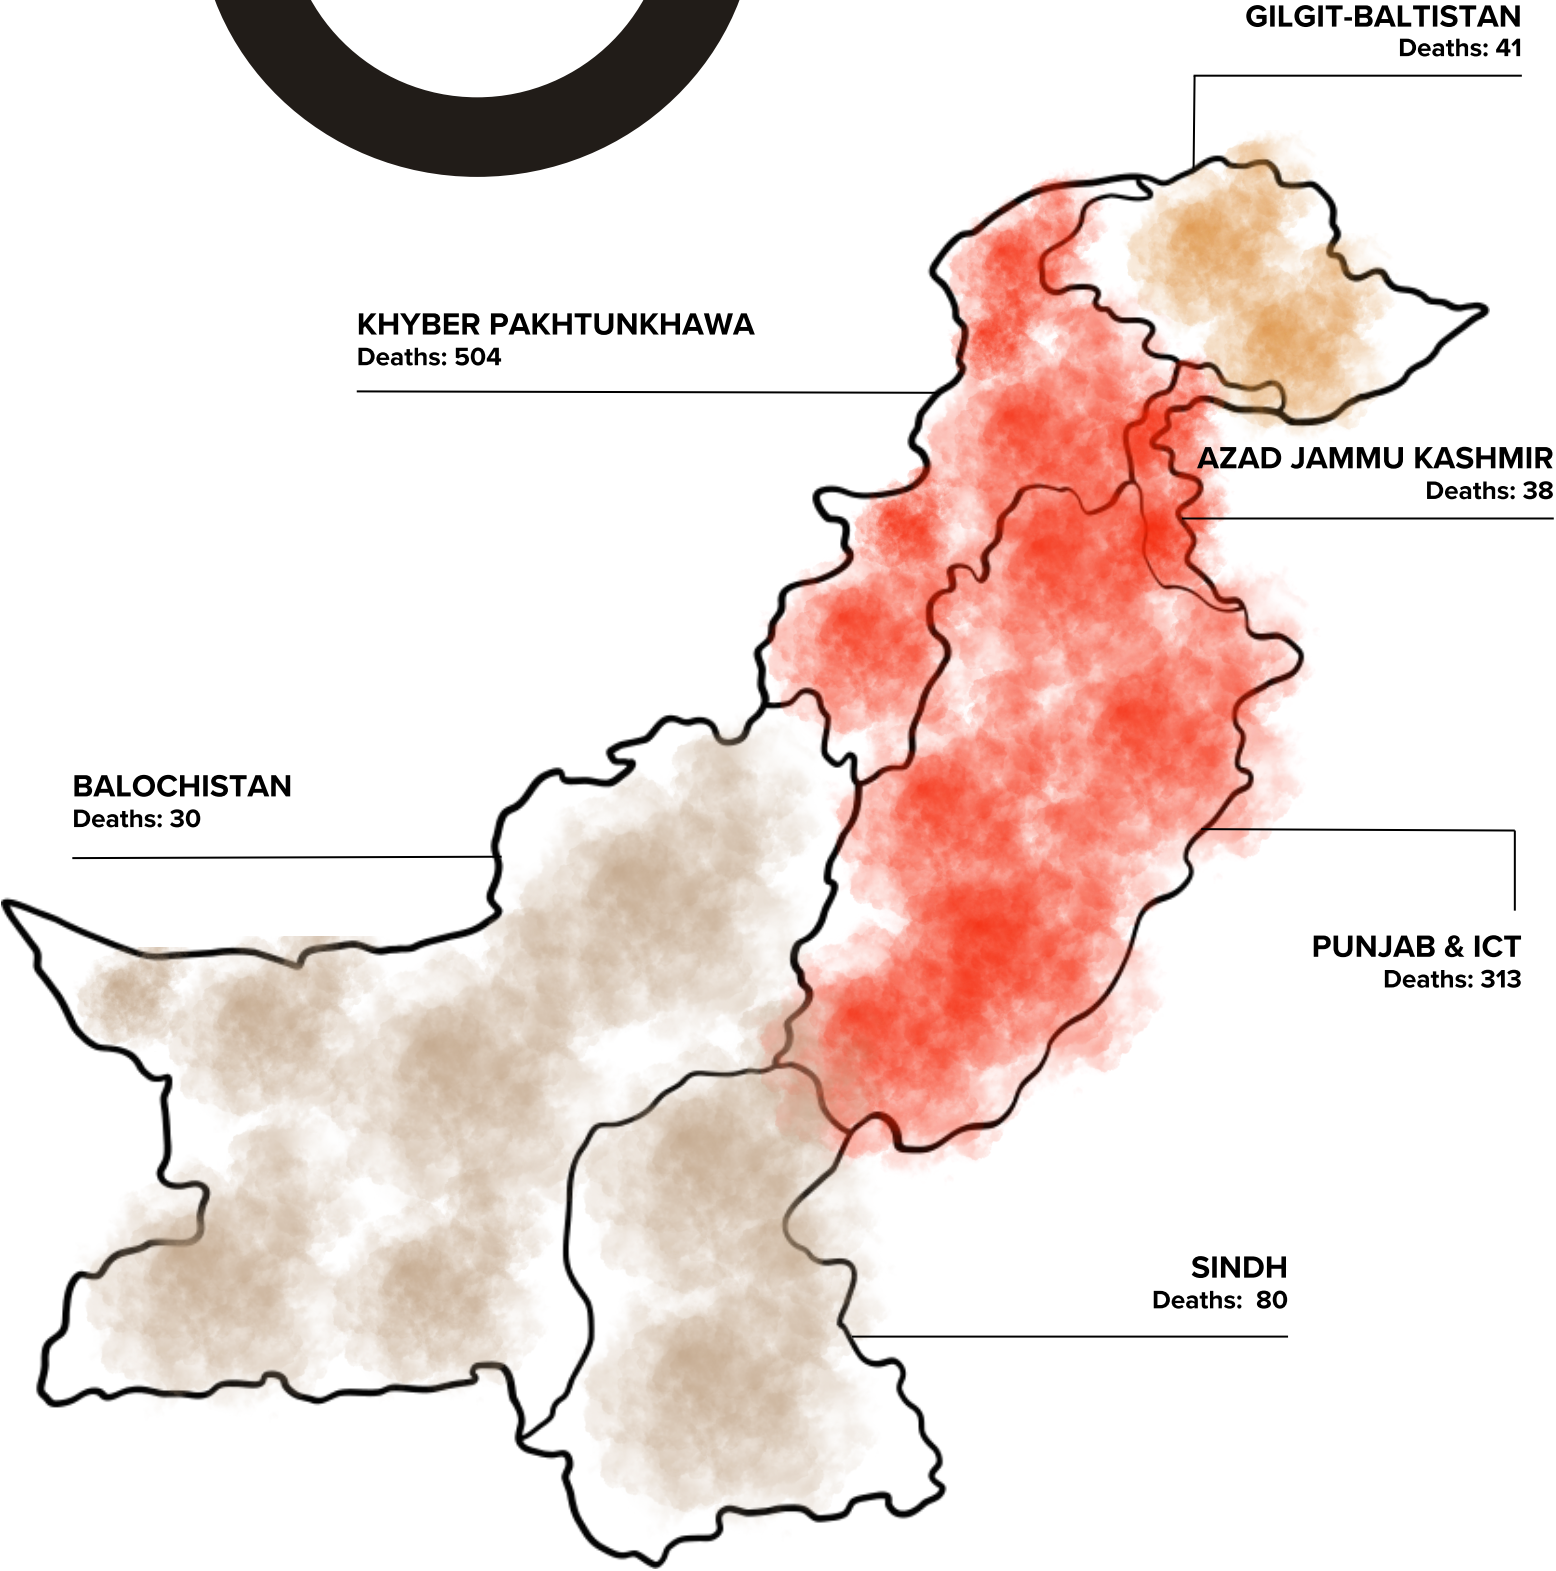 GILGIT-BALTISTAN
Deaths: 41
KHYBER PAKHTUNKHAWA
Deaths: 504
AZAD JAMMU KASHMIR
Deaths: 38
BALOCHISTAN
Deaths: 30
PUNJAB & ICT
Deaths: 313
SINDH
Deaths: 80